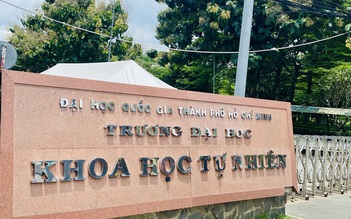 ĐẠI HỌC QUỐC GIA THÀNH PHỐ HỒ CHÍ MINH
TRƯỜNG ĐẠI HỌC
KHOA HỌC TỰ NHIÊN